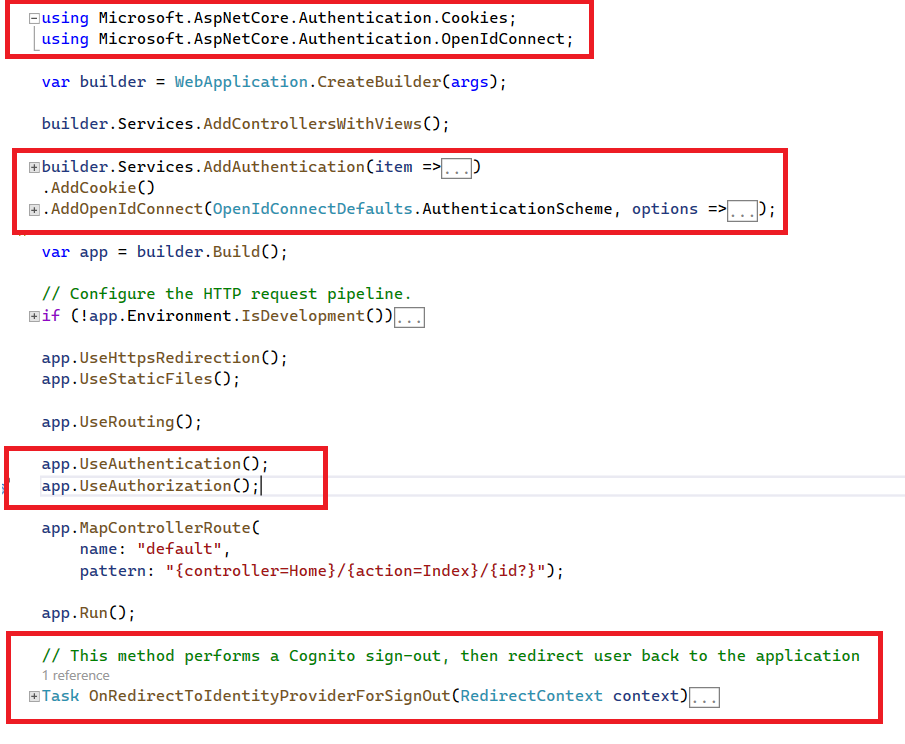 using Microsoft.AspNetCore.Authentication.Cookies;
using Microsoft.AspNetCore.Authentication.OpenIdConnect;
var builder = WebApplication.CreateBuilder(args);
builder.Services.AddControllersWithViews();
builder.Services.AddAuthentication(item =>...)
.AddCookie()
.AddOpenIdConnect(OpenIdConnectDefaults.AuthenticationScheme, options =>...);
var app = builder.Build();
// Configure the HTTP request pipeline.
if (!app.Environment.IsDevelopment())...
app.UseHttpsRedirection();
app.UseStaticFiles();
app.UseRouting();
app.UseAuthentication();
app.UseAuthorization();
app.MapControllerRoute(
    name: "default",
    pattern: "{controller=Home}/{action=Index}/{id?}");
app.Run();
// This method performs a Cognito sign-out, then redirect user back to the application
1 reference
Task OnRedirectToIdentityProviderForSignOut(RedirectContext context)...